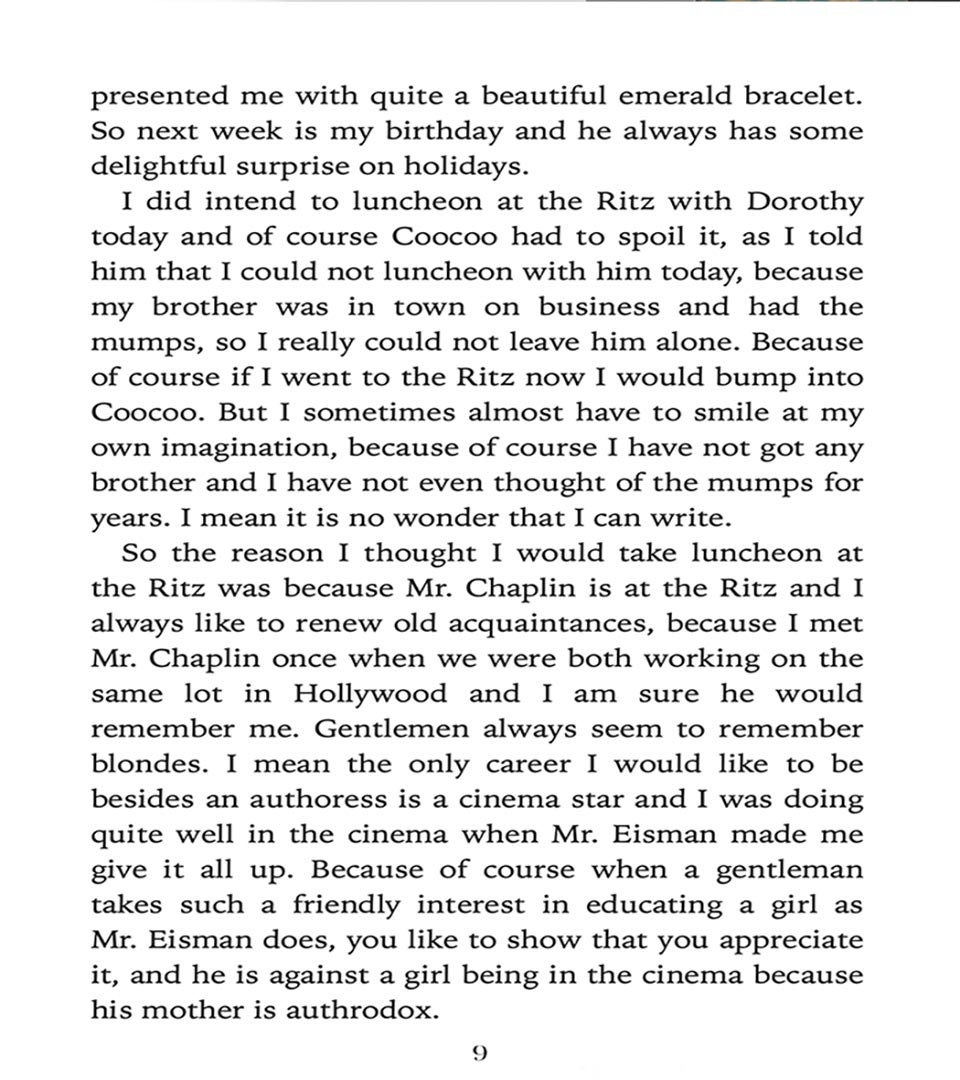 presented me with quite a beautiful emerald bracelet.
So next week is my birthday and he always has some
delightful surprise on holidays.
I did intend to luncheon at the Ritz with Dorothy
today and of course Coocoo had to spoil it, as I told
him that I could not luncheon with him today, because
my brother was in town on business and had the
mumps, so I really could not leave him alone. Because
of course if I went to the Ritz now I would bump into
Coocoo. But I sometimes almost have to smile at my
own imagination, because of course I have not got any
brother and I have not even thought of the mumps for
years. I mean it is no wonder that I can write.
So the reason I thought I would take luncheon at
the Ritz was because Mr. Chaplin is at the Ritz and I
always like to renew old acquaintances, because I met
Mr. Chaplin once when we were both working on the
same lot in Hollywood and I am sure he would
remember me. Gentlemen always seem to remember
blondes. I mean the only career I would like to be
besides an authoress is a cinema star and I was doing
quite well in the cinema when Mr. Eisman made me
give it all up. Because of course when a gentleman
takes such a friendly interest in educating a girl as
Mr. Eisman does, you like to show that you appreciate
it, and he is against a girl being in the cinema because
his mother is authrodox.
9